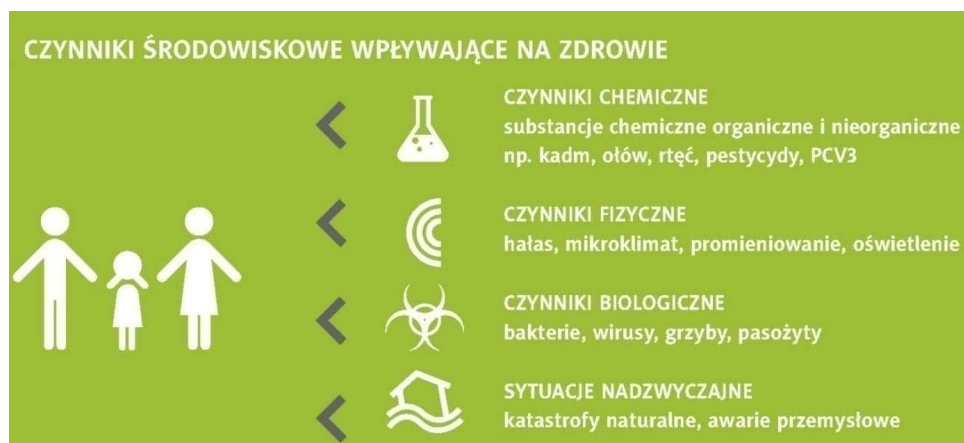 CZYNNIKI ŚRODOWISKOWE WPŁYWAJĄCE NA ZDROWIE
CZYNNIKI CHEMICZNE
substancje chemiczne organiczne i nieorganiczne
np. kadm, ołów, rtęć, pestycydy, PCV3
CZYNNIKI FIZYCZNE
hałas, mikroklimat, promieniowanie, oświetlenie
CZYNNIKI BIOLOGICZNE
bakterie, wirusy, grzyby, pasożyty
SYTUACJE NADZWYCZAJNE
katastrofy naturalne, awarie przemysłowe